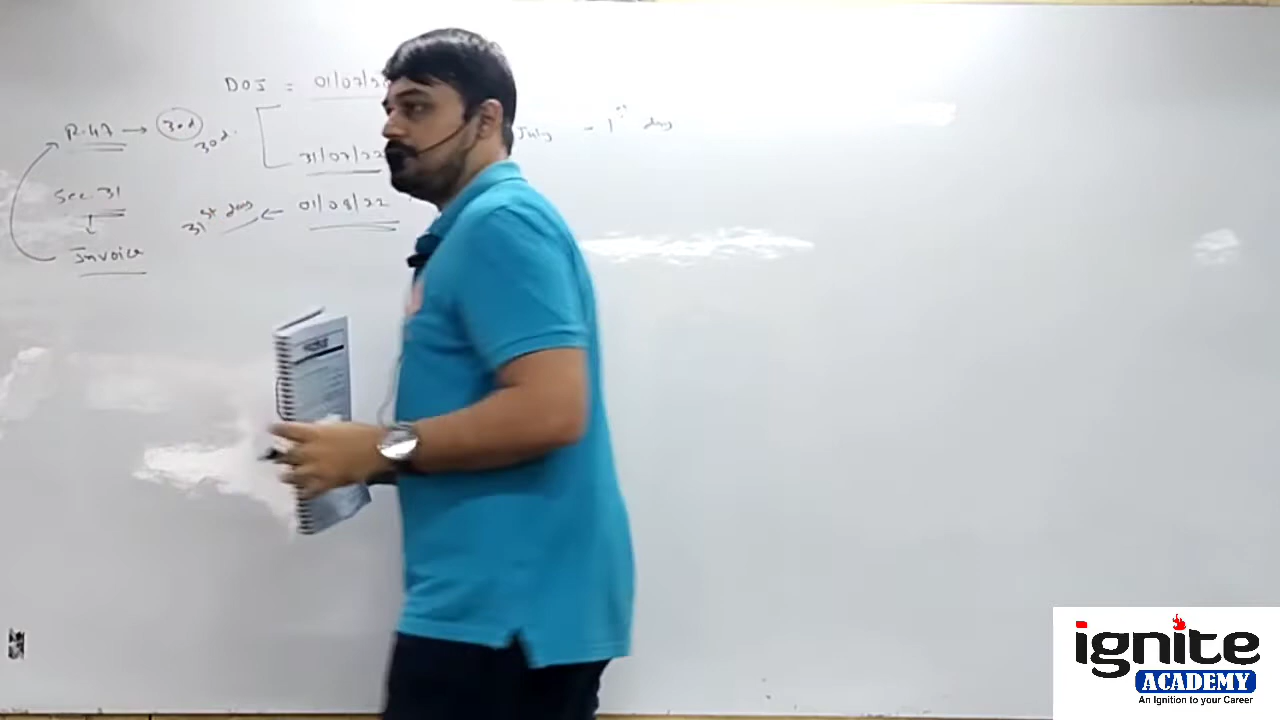 DOJ = 01/07/
R.47 → 30d
30d.
July - 1st day
31/07/22
Sec. 31
31st day ← 01/08/22
Invoice
ignite
ACADEMY
An Ignition to your Career